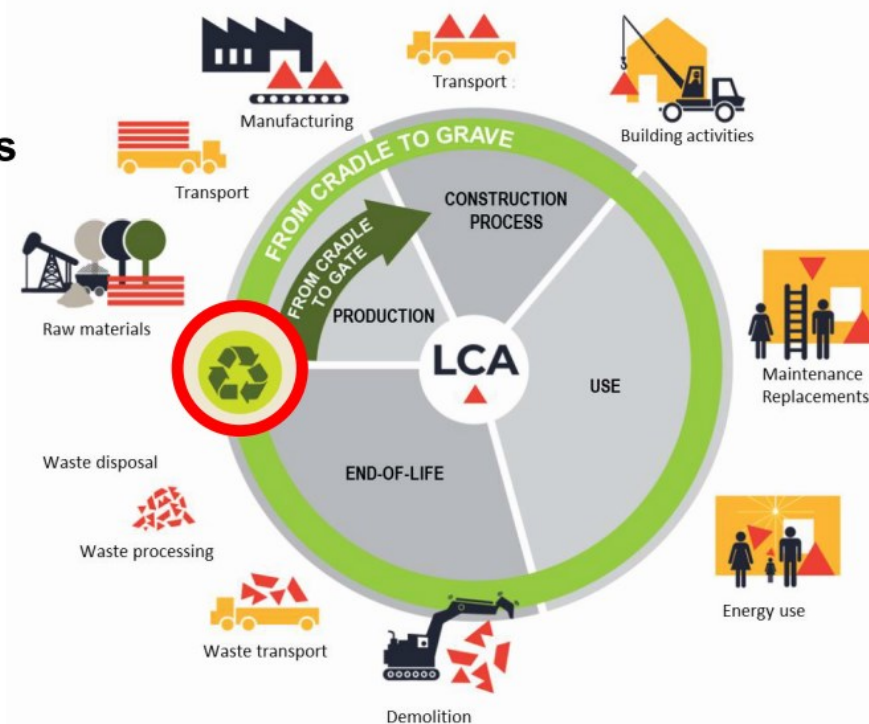 s
Transport :
Manufacturing
Building activities
Transport
FROM CRADLE TO GRAVE
CONSTRUCTION
PROCESS
FROM CRADLE
TO GATE
PRODUCTION
Raw materials
LCA
USE
Maintenance
Replacements
Waste disposal
END-OF-LIFE
Waste processing
Energy use
Waste transport
Demolition